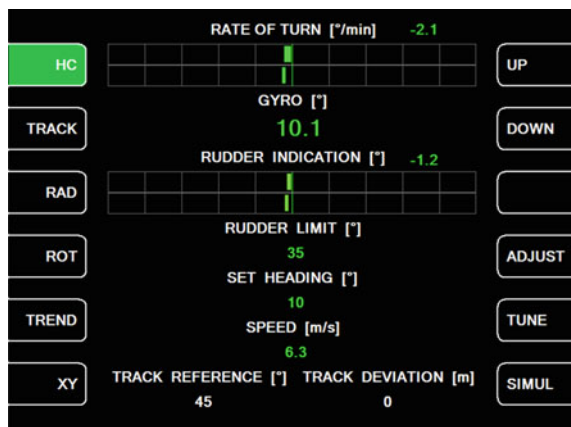 RATE OF TURN [°/min] -2.1
HC
UP
GYRO [°]
10.1
TRACK
DOWN
RUDDER INDICATION [°] -1.2
RAD
RUDDER LIMIT [°]
35
ROT
ADJUST
SET HEADING [°]
10
TREND
TUNE
SPEED [m/s]
6.3
XY
TRACK REFERENCE [°] TRACK DEVIATION [m]
SIMUL
45 0